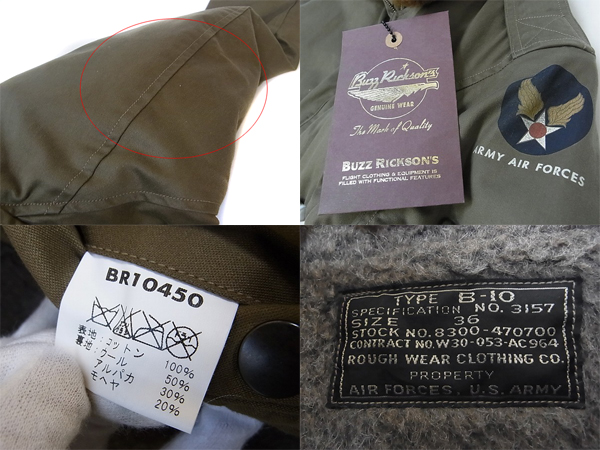 Buzz Rickson's
GENUINE WEAR
The Mark of Quality
BUZZ RICKSON'S
FLIGHT CLOTHING & EQUIPMENT IS
FILLED WITH FUNCTIONAL FEATURES
ARMY AIR FORCES
BR10450
表地:コットン 100%
裏地:ウール 50%
アルパカ 30%
モヘヤ 20%
TYPE B-10
SPECIFICATION NO. 3157
SIZE 36
STOCK NO. 8300-470700
CONTRACT NO. W30-053-AC964
ROUGH WEAR CLOTHING CO.
PROPERTY
AIR FORCES, U.S. ARMY